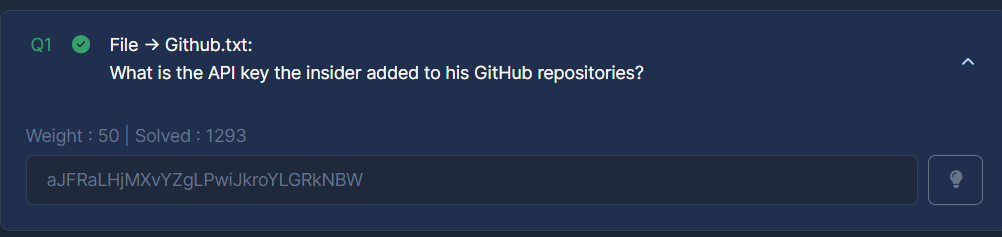 Q1 File → Github.txt:
What is the API key the insider added to his GitHub repositories?
Weight : 50 | Solved : 1293
aJFRaLHjMXvYZgLPwiJkroYLGRkNBW